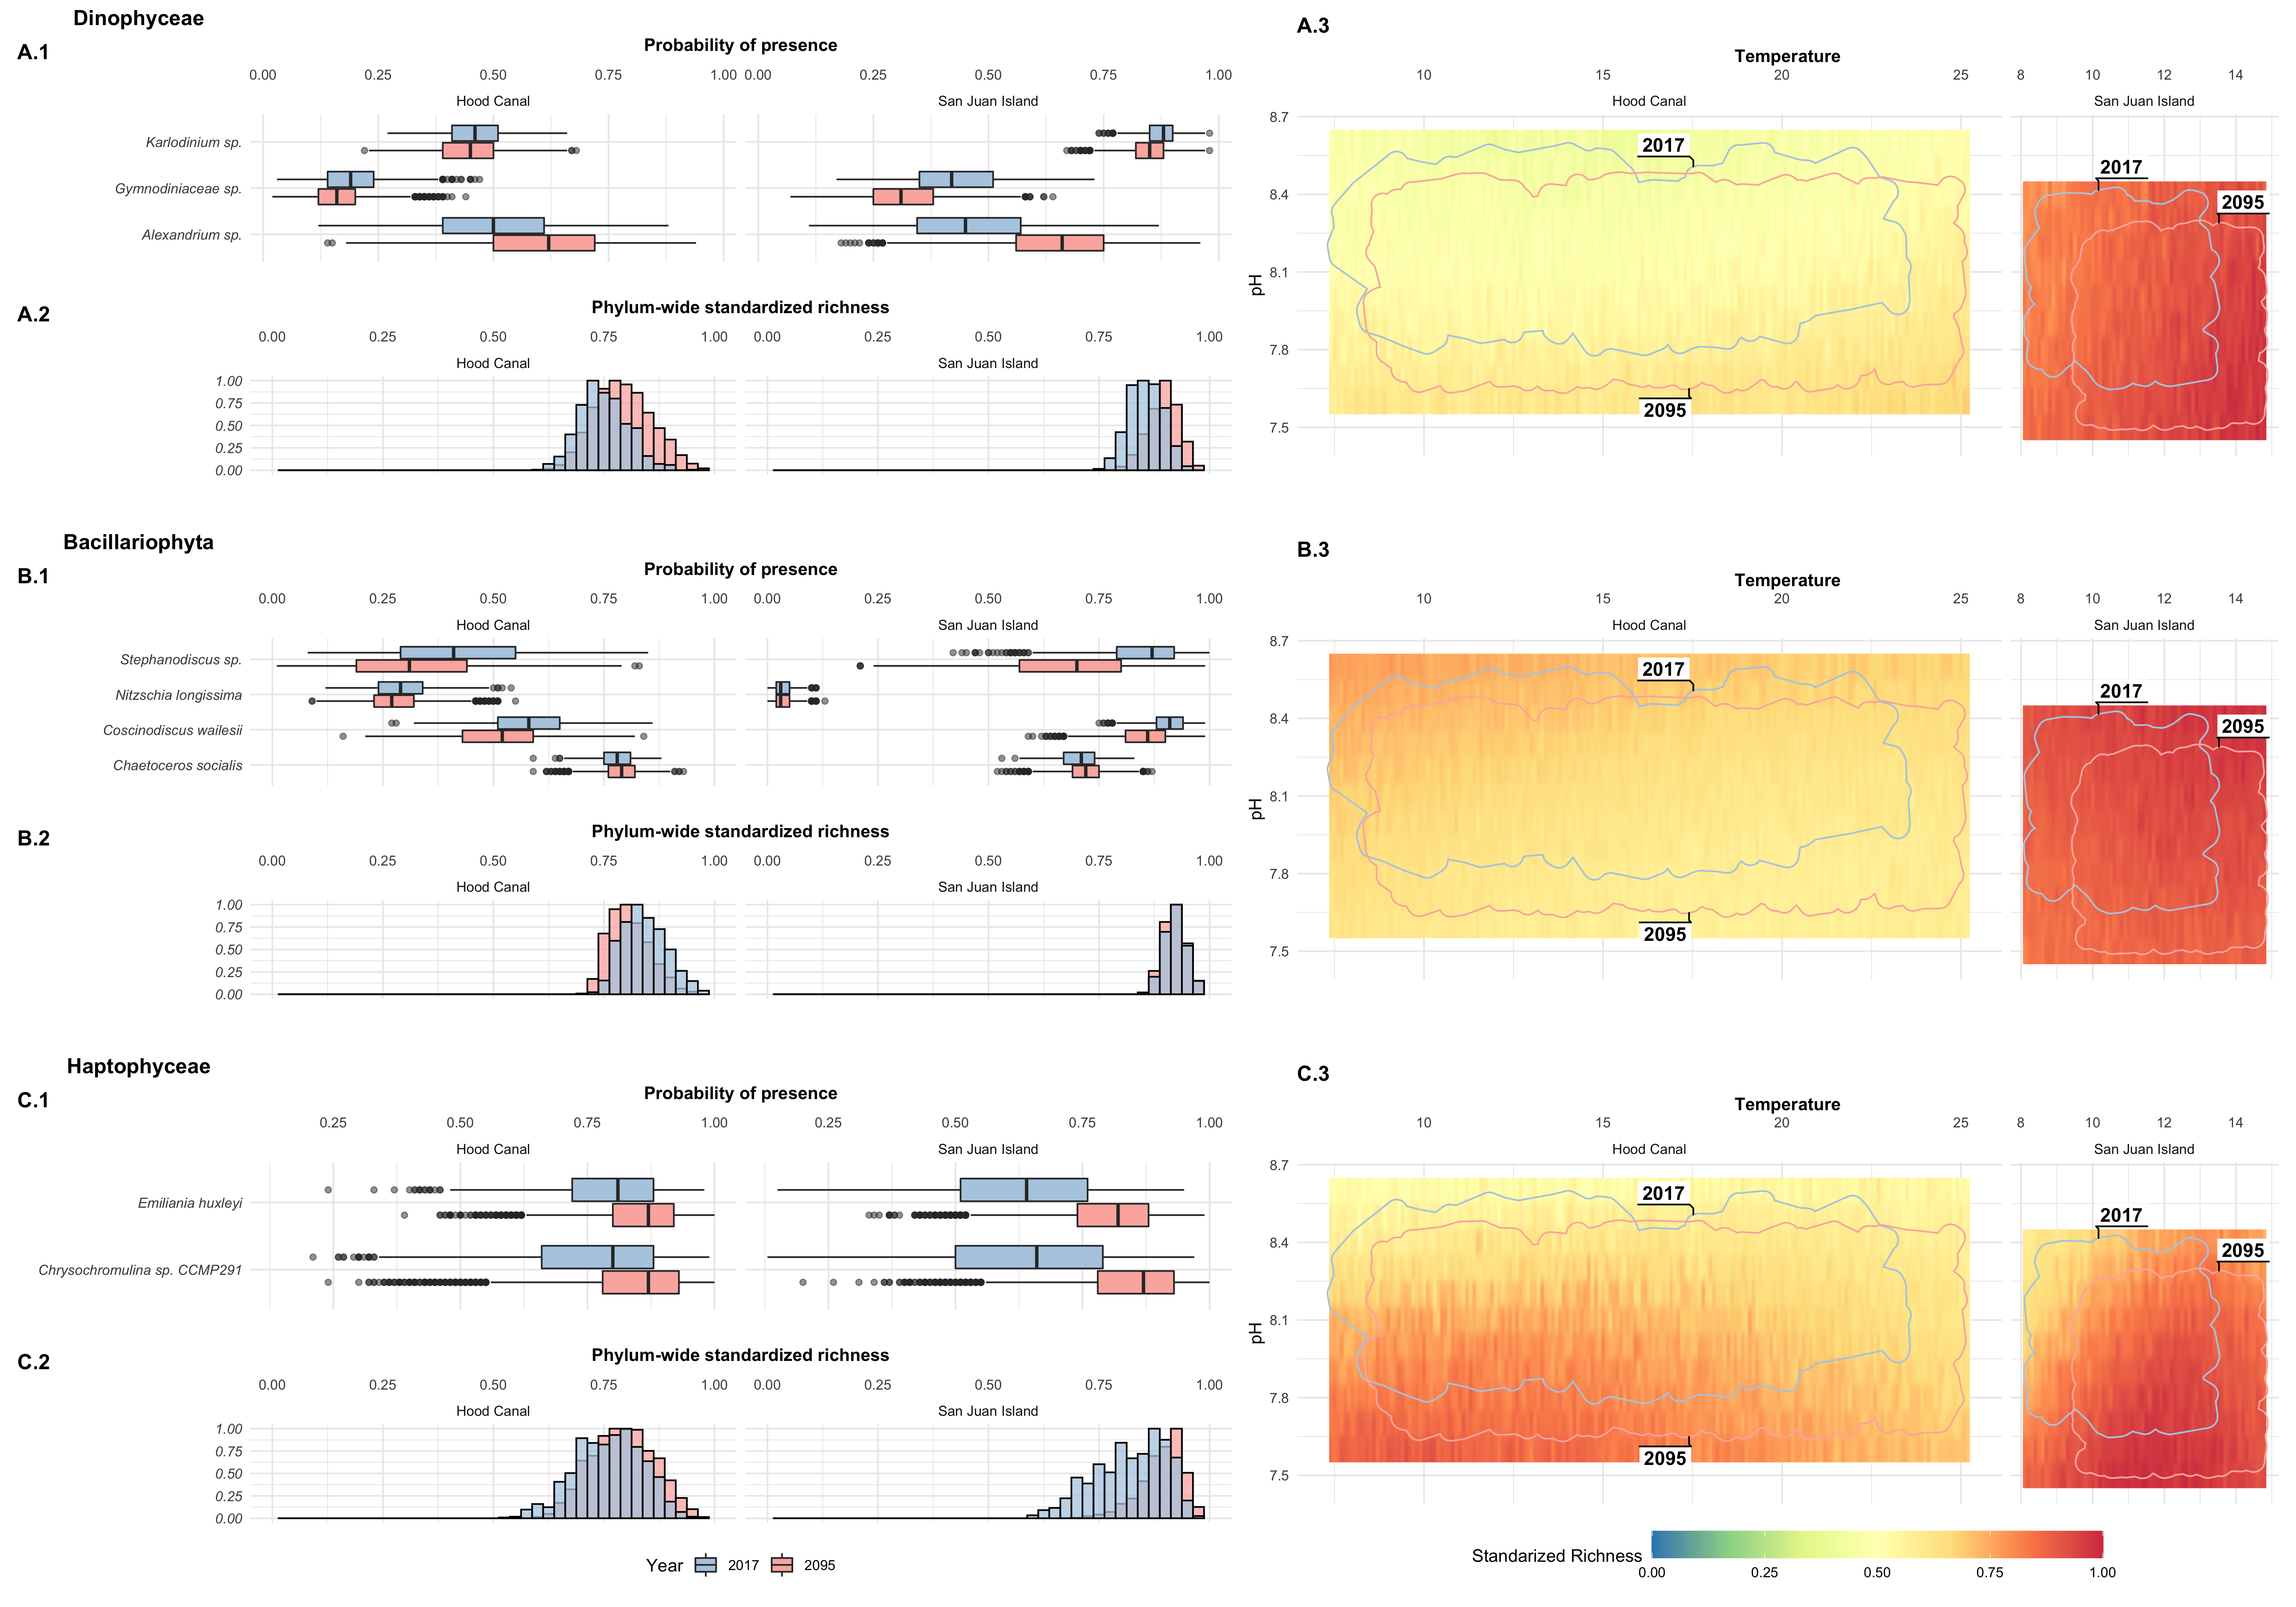 Dinophyceae
A.1
Probability of presence
0.00 0.25 0.50 0.75 1.00 0.00 0.25 0.50 0.75 1.00
Hood Canal San Juan Island
Karlodinium sp.
Gymnodiniaceae sp.
Alexandrium sp.
A.2
Phylum-wide standardized richness
0.00 0.25 0.50 0.75 1.00 0.00 0.25 0.50 0.75 1.00
Hood Canal San Juan Island
1.00
0.75
0.50
0.25
0.00
A.3
Temperature
10 15 20 25 8 10 12 14
Hood Canal San Juan Island
8.7
8.4
8.1
7.8
7.5
pH
2017
2095
2017
2095
Bacillariophyta
B.1
Probability of presence
0.00 0.25 0.50 0.75 1.00 0.00 0.25 0.50 0.75 1.00
Hood Canal San Juan Island
Stephanodiscus sp.
Nitzschia longissima
Coscinodiscus wailesii
Chaetoceros socialis
B.2
Phylum-wide standardized richness
0.00 0.25 0.50 0.75 1.00 0.00 0.25 0.50 0.75 1.00
Hood Canal San Juan Island
1.00
0.75
0.50
0.25
0.00
B.3
Temperature
10 15 20 25 8 10 12 14
Hood Canal San Juan Island
8.7
8.4
8.1
7.8
7.5
pH
2017
2095
2017
2095
Haptophyceae
C.1
Probability of presence
0.25 0.50 0.75 1.00 0.25 0.50 0.75 1.00
Hood Canal San Juan Island
Emiliania huxleyi
Chrysochromulina sp. CCMP291
C.2
Phylum-wide standardized richness
0.00 0.25 0.50 0.75 1.00 0.00 0.25 0.50 0.75 1.00
Hood Canal San Juan Island
1.00
0.75
0.50
0.25
0.00
Year 2017 2095
C.3
Temperature
10 15 20 25 8 10 12 14
Hood Canal San Juan Island
8.7
8.4
8.1
7.8
7.5
pH
2017
2095
2017
2095
Standarized Richness
0.00 0.25 0.50 0.75 1.00